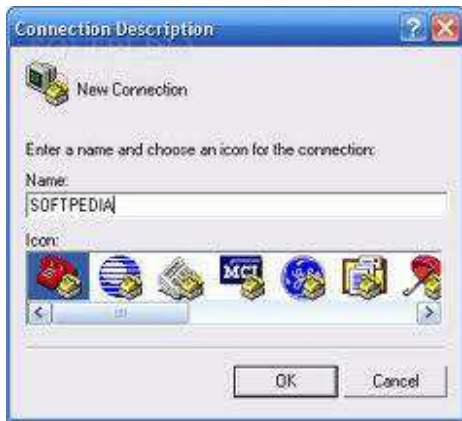 Connection Description
New Connection
Enter a name and choose an icon for the connection:
Name:
SOFTPEDIA
Icon:
MCI
OK
Cancel